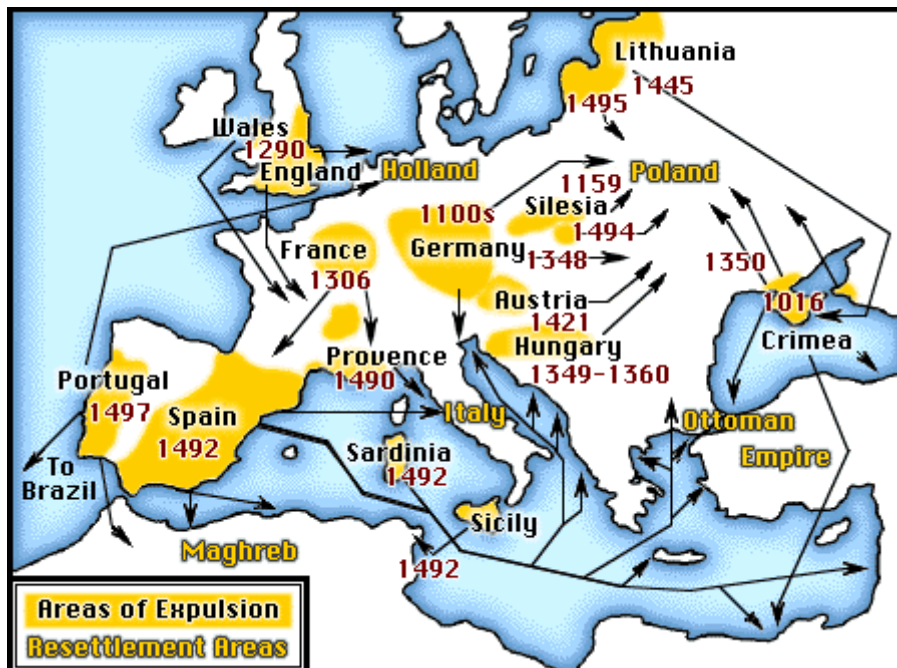 Lithuania
1445
1495
Wales
1290
England
Holland
Poland
1159
Silesia
1494
1100s
Germany
1348
France
1306
1350
1016
Crimea
Austria
1421
Hungary
1349-1360
Provence
1490
Portugal
1497
Spain
1492
Italy
Ottoman
Empire
Sardinia
1492
To
Brazil
Sicily
1492
Maghreb
Areas of Expulsion
Resettlement Areas